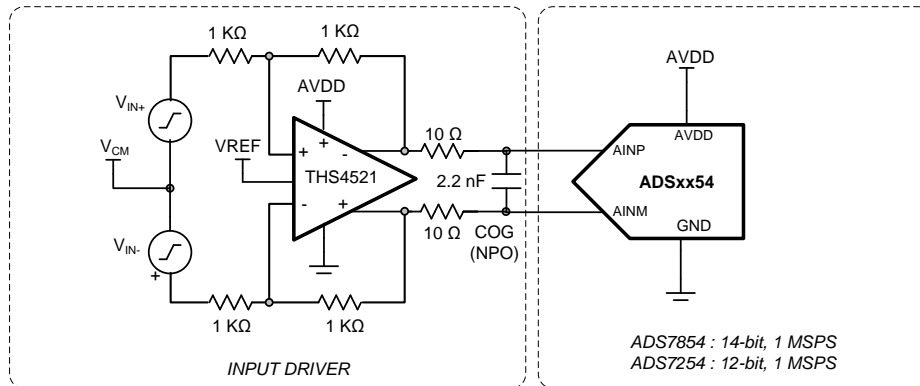 1 KΩ
1 KΩ
AVDD
AVDD
V_IN+
10 Ω
AVDD
V_CM
VREF
+
+
-
AINP
THS4521
2.2 nF
ADSxx54
-
+
AINM
10 Ω
COG
(NPO)
GND
V_IN-
+
1 KΩ
1 KΩ
ADS7854 : 14-bit, 1 MSPS
ADS7254 : 12-bit, 1 MSPS
INPUT DRIVER